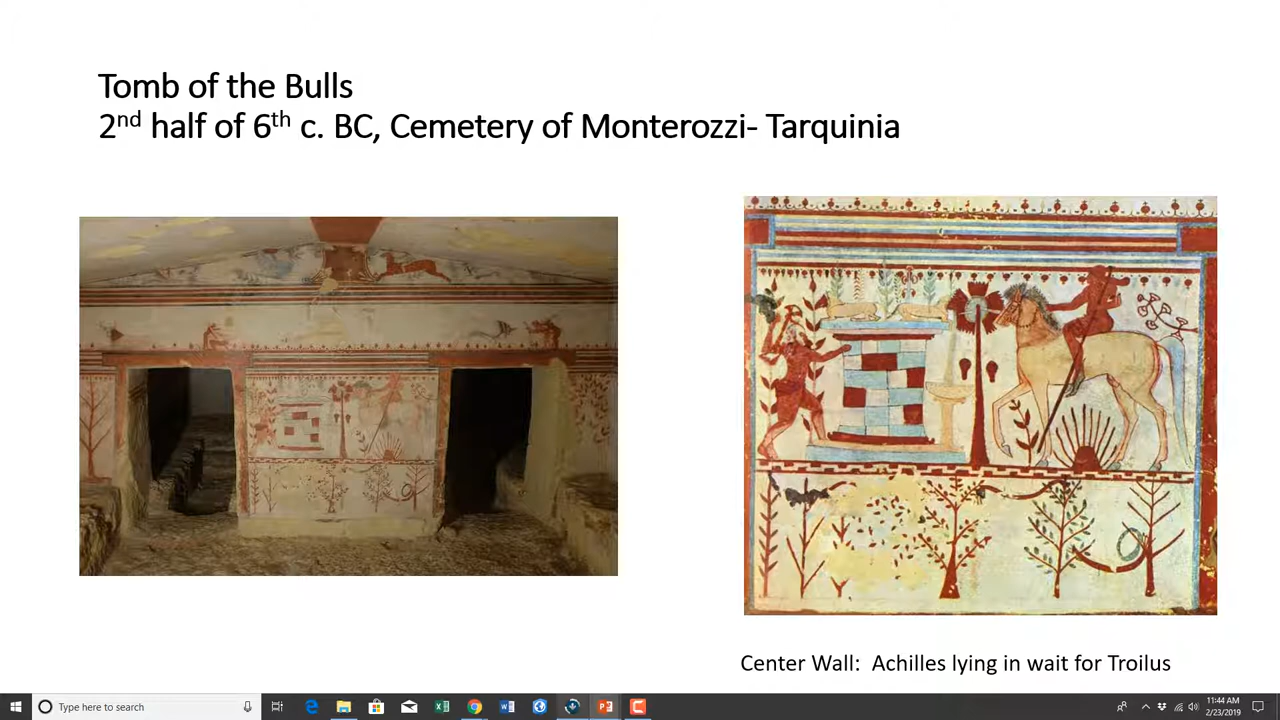 Tomb of the Bulls
2nd half of 6th c. BC, Cemetery of Monterozzi- Tarquinia
Center Wall: Achilles lying in wait for Troilus
Type here to search
11:44 AM
2/23/2019